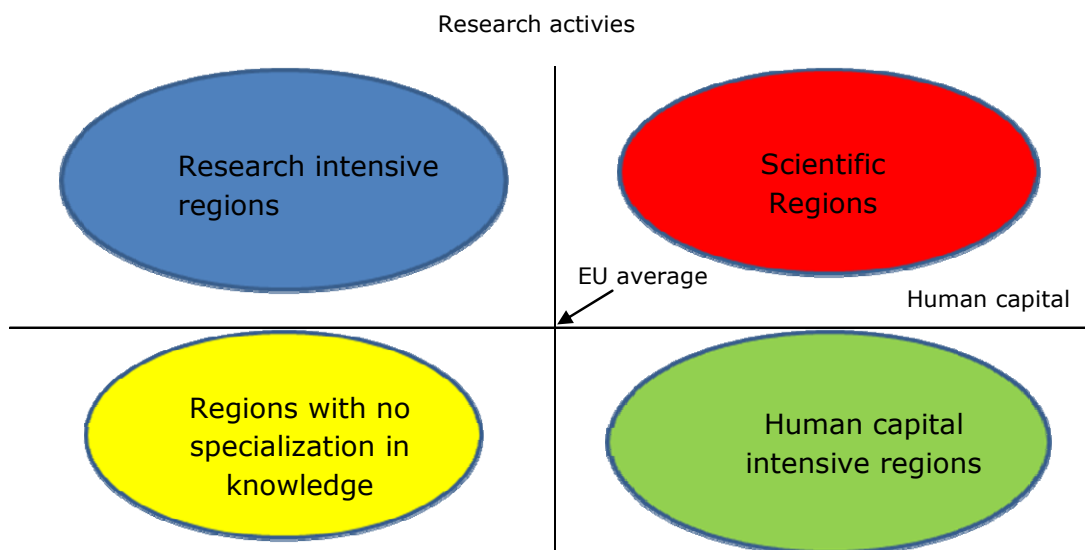 Research activies
Research intensive
regions
Scientific
Regions
EU average
Human capital
Regions with no
specialization in
knowledge
Human capital
intensive regions